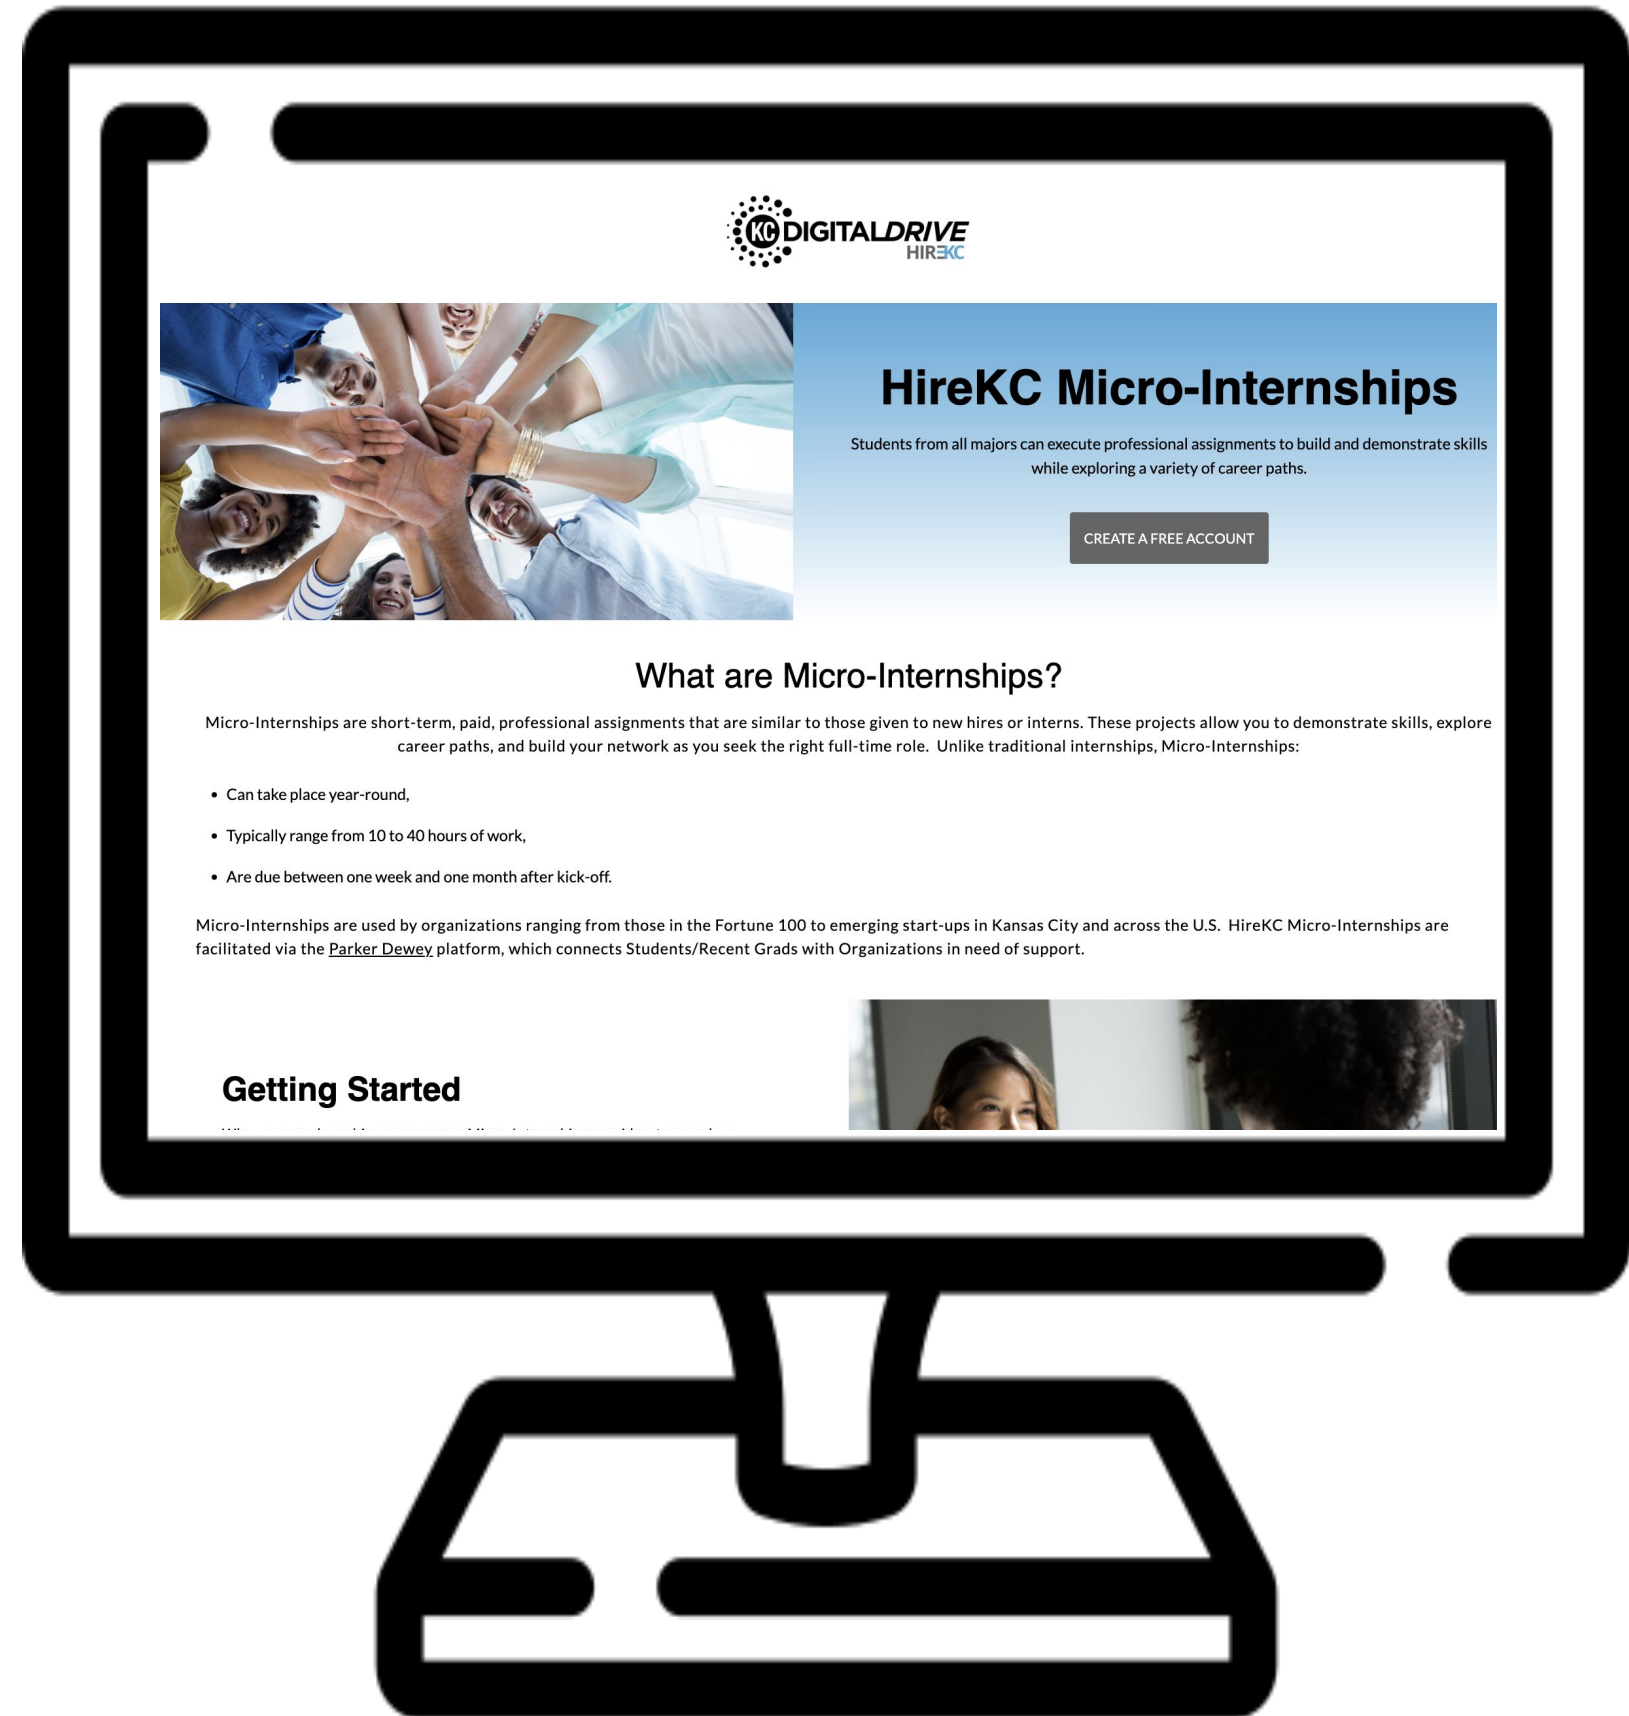 KC DIGITALDRIVE
HIREKC
HireKC Micro-Internships
Students from all majors can execute professional assignments to build and demonstrate skills
while exploring a variety of career paths.
CREATE A FREE ACCOUNT
What are Micro-Internships?
Micro-Internships are short-term, paid, professional assignments that are similar to those given to new hires or interns. These projects allow you to demonstrate skills, explore
career paths, and build your network as you seek the right full-time role.  Unlike traditional internships, Micro-Internships:
• Can take place year-round,
• Typically range from 10 to 40 hours of work,
• Are due between one week and one month after kick-off.
Micro-Internships are used by organizations ranging from those in the Fortune 100 to emerging start-ups in Kansas City and across the U.S.  HireKC Micro-Internships are
facilitated via the Parker Dewey platform, which connects Students/Recent Grads with Organizations in need of support.
Getting Started